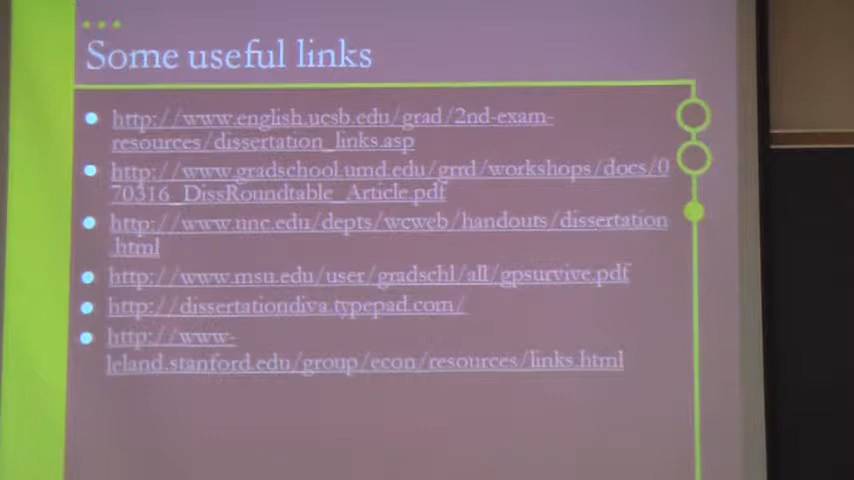 Some useful links
http://www.english.ucsb.edu/grad/2nd-exam-
resources/dissertation_links.asp
http://www.gradschool.umd.edu/grrd/workshops/docs/0
70316_DissRoundtable_Article.pdf
http://www.unc.edu/depts/wcweb/handouts/dissertation
.html
http://www.msu.edu/user/gradschl/all/gpsurvive.pdf
http://dissertationdiva.typepad.com/
http://www-
leland.stanford.edu/group/econ/resources/links.html